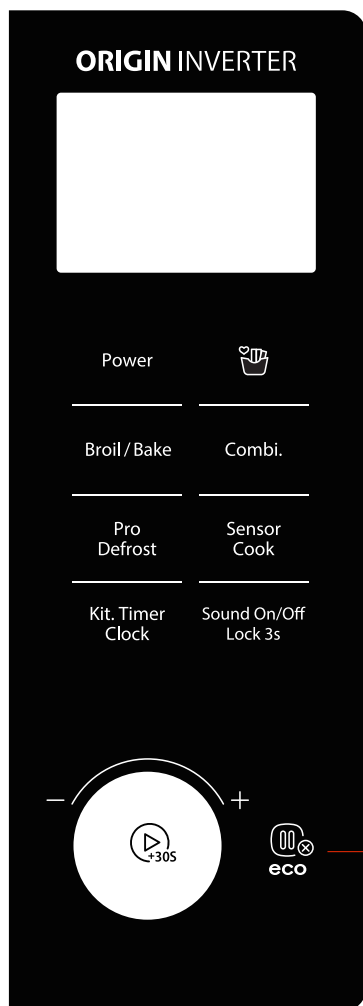 ORIGIN INVERTER
Power
Broil/Bake
Combi.
Pro
Defrost
Sensor
Cook
Kit. Timer
Clock
Sound On/Off
Lock 3s
− +
+30S
eco